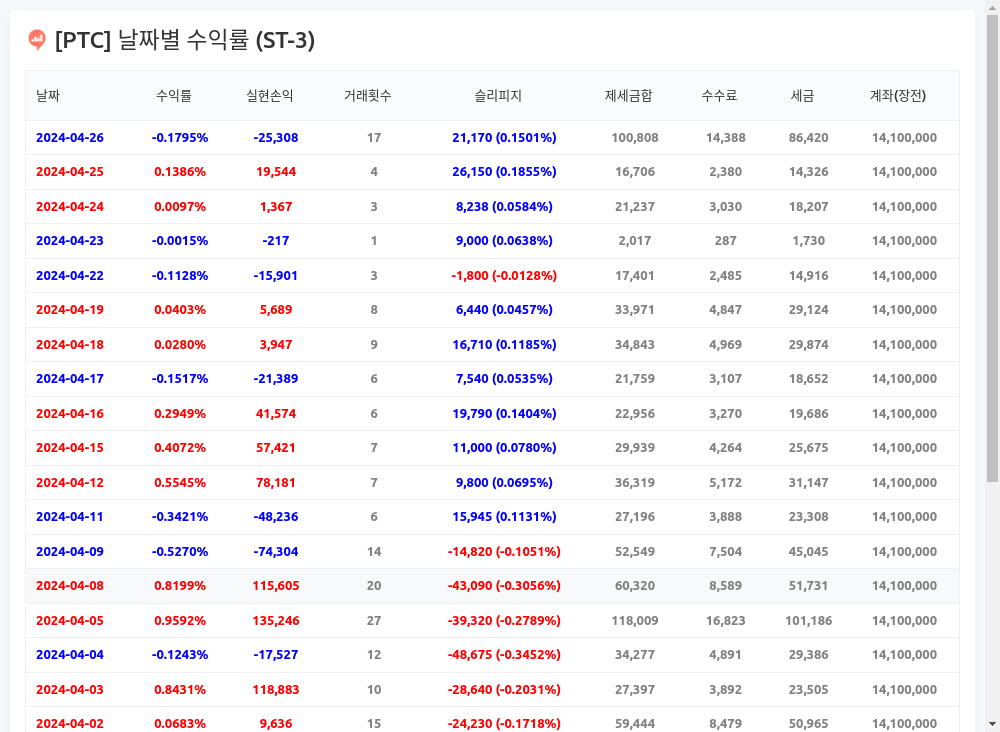 [PTC] 날짜별 수익률 (ST-3)
날짜 수익률 실현손익 거래횟수 슬리피지 제세금합 수수료 세금 계좌(장전)
2024-04-26 -0.1795% -25,308 17 21,170 (0.1501%) 100,808 14,388 86,420 14,100,000
2024-04-25 0.1386% 19,544 4 26,150 (0.1855%) 16,706 2,380 14,326 14,100,000
2024-04-24 0.0097% 1,367 3 8,238 (0.0584%) 21,237 3,030 18,207 14,100,000
2024-04-23 -0.0015% -217 1 9,000 (0.0638%) 2,017 287 1,730 14,100,000
2024-04-22 -0.1128% -15,901 3 -1,800 (-0.0128%) 17,401 2,485 14,916 14,100,000
2024-04-19 0.0403% 5,689 8 6,440 (0.0457%) 33,971 4,847 29,124 14,100,000
2024-04-18 0.0280% 3,947 9 16,710 (0.1185%) 34,843 4,969 29,874 14,100,000
2024-04-17 -0.1517% -21,389 6 7,540 (0.0535%) 21,759 3,107 18,652 14,100,000
2024-04-16 0.2949% 41,574 6 19,790 (0.1404%) 22,956 3,270 19,686 14,100,000
2024-04-15 0.4072% 57,421 7 11,000 (0.0780%) 29,939 4,264 25,675 14,100,000
2024-04-12 0.5545% 78,181 7 9,800 (0.0695%) 36,319 5,172 31,147 14,100,000
2024-04-11 -0.3421% -48,236 6 15,945 (0.1131%) 27,196 3,888 23,308 14,100,000
2024-04-09 -0.5270% -74,304 14 -14,820 (-0.1051%) 52,549 7,504 45,045 14,100,000
2024-04-08 0.8199% 115,605 20 -43,090 (-0.3056%) 60,320 8,589 51,731 14,100,000
2024-04-05 0.9592% 135,246 27 -39,320 (-0.2789%) 118,009 16,823 101,186 14,100,000
2024-04-04 -0.1243% -17,527 12 -48,675 (-0.3452%) 34,277 4,891 29,386 14,100,000
2024-04-03 0.8431% 118,883 10 -28,640 (-0.2031%) 27,397 3,892 23,505 14,100,000
2024-04-02 0.0683% 9,636 15 -24,230 (-0.1718%) 59,444 8,479 50,965 14,100,000